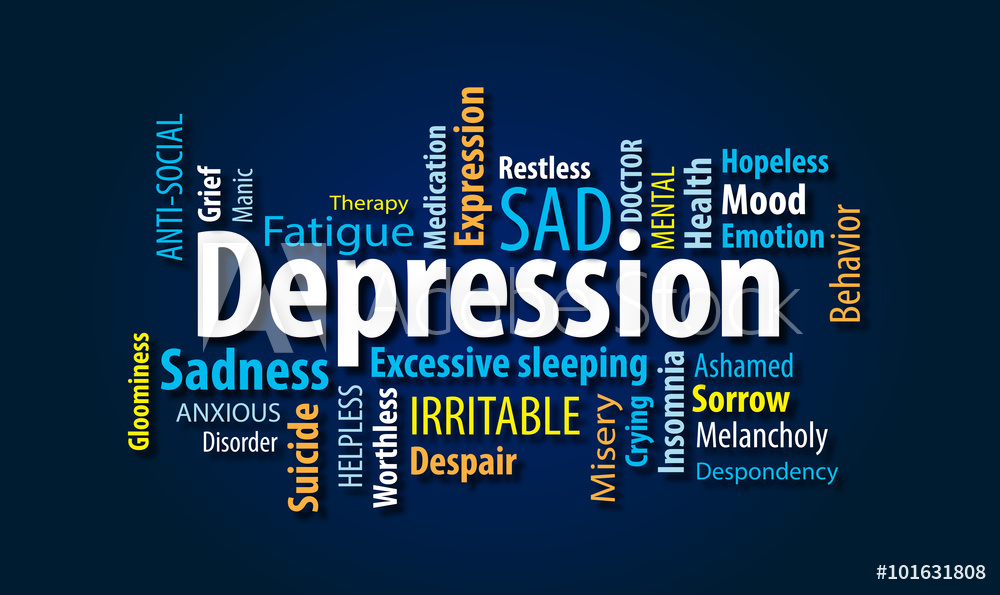 ANTI-SOCIAL
Grief
Manic
Therapy
Fatigue
Medication
Expression
Restless
SAD
DOCTOR
MENTAL
Health
Hopeless
Mood
Emotion
Behavior
Depression
Adobe Stock
Gloominess
Sadness
ANXIOUS
Disorder
Suicide
HELPLESS
Worthless
Excessive sleeping
IRRITABLE
Despair
Misery
Crying
Insomnia
Ashamed
Sorrow
Melancholy
Despondency
#101631808